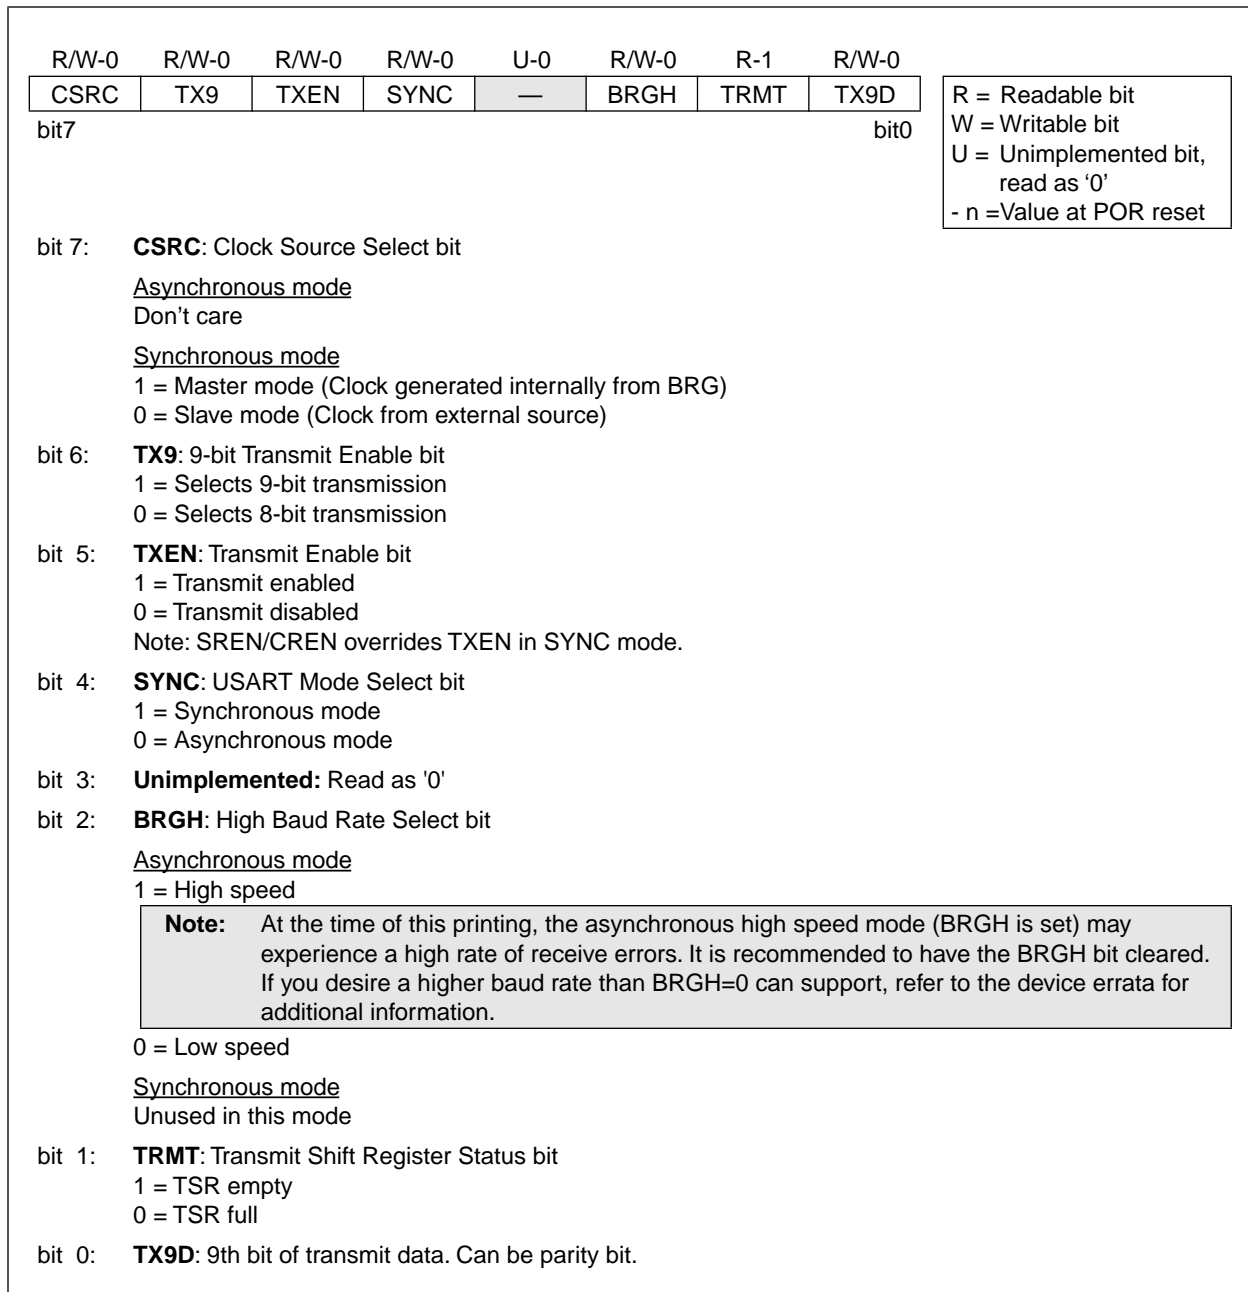 R/W-0 R/W-0 R/W-0 R/W-0 U-0 R/W-0 R-1 R/W-0
CSRC TX9 TXEN SYNC — BRGH TRMT TX9D
bit7 bit0
R = Readable bit
W = Writable bit
U = Unimplemented bit,
read as ‘0’
- n =Value at POR reset
bit 7: CSRC: Clock Source Select bit
Asynchronous mode
Don't care
Synchronous mode
1 = Master mode (Clock generated internally from BRG)
0 = Slave mode (Clock from external source)
bit 6: TX9: 9-bit Transmit Enable bit
1 = Selects 9-bit transmission
0 = Selects 8-bit transmission
bit 5: TXEN: Transmit Enable bit
1 = Transmit enabled
0 = Transmit disabled
Note: SREN/CREN overrides TXEN in SYNC mode.
bit 4: SYNC: USART Mode Select bit
1 = Synchronous mode
0 = Asynchronous mode
bit 3: Unimplemented: Read as '0'
bit 2: BRGH: High Baud Rate Select bit
Asynchronous mode
1 = High speed
Note: At the time of this printing, the asynchronous high speed mode (BRGH is set) may
experience a high rate of receive errors. It is recommended to have the BRGH bit cleared.
If you desire a higher baud rate than BRGH=0 can support, refer to the device errata for
additional information.
0 = Low speed
Synchronous mode
Unused in this mode
bit 1: TRMT: Transmit Shift Register Status bit
1 = TSR empty
0 = TSR full
bit 0: TX9D: 9th bit of transmit data. Can be parity bit.